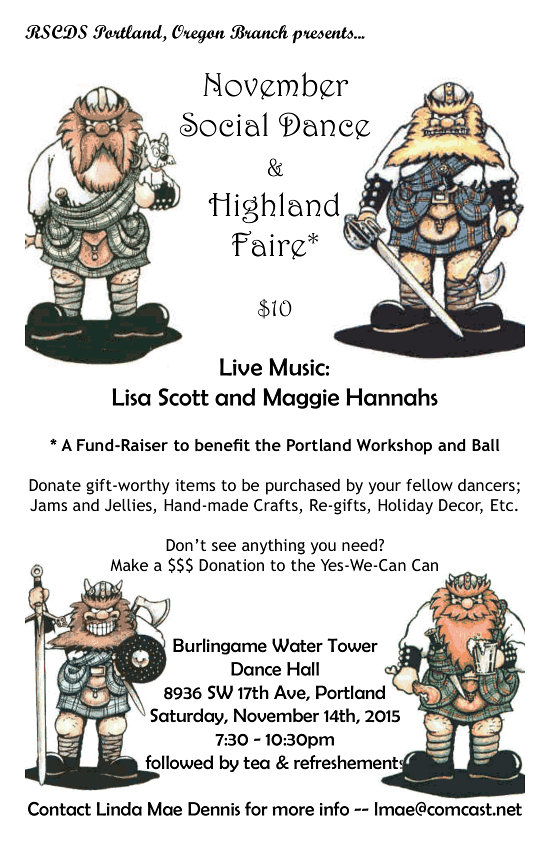 RSCDS Portland, Oregon Branch presents...
November
Social Dance
&
Highland
Faire*
$10
Live Music:
Lisa Scott and Maggie Hannahs
* A Fund-Raiser to benefit the Portland Workshop and Ball
Donate gift-worthy items to be purchased by your fellow dancers;
Jams and Jellies, Hand-made Crafts, Re-gifts, Holiday Decor, Etc.
Don't see anything you need?
Make a $$$ Donation to the Yes-We-Can Can
Burlingame Water Tower
Dance Hall
8936 SW 17th Ave, Portland
Saturday, November 14th, 2015
7:30 - 10:30pm
followed by tea & refreshements
Contact Linda Mae Dennis for more info -- lmae@comcast.net